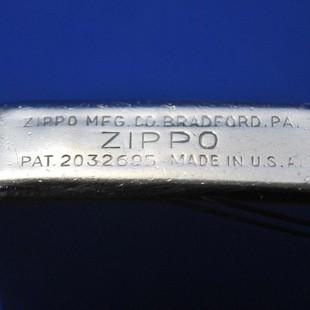 ZIPPO MFG. CO. BRADFORD, PA.
ZIPPO
PAT. 2032695 MADE IN U.S.A.